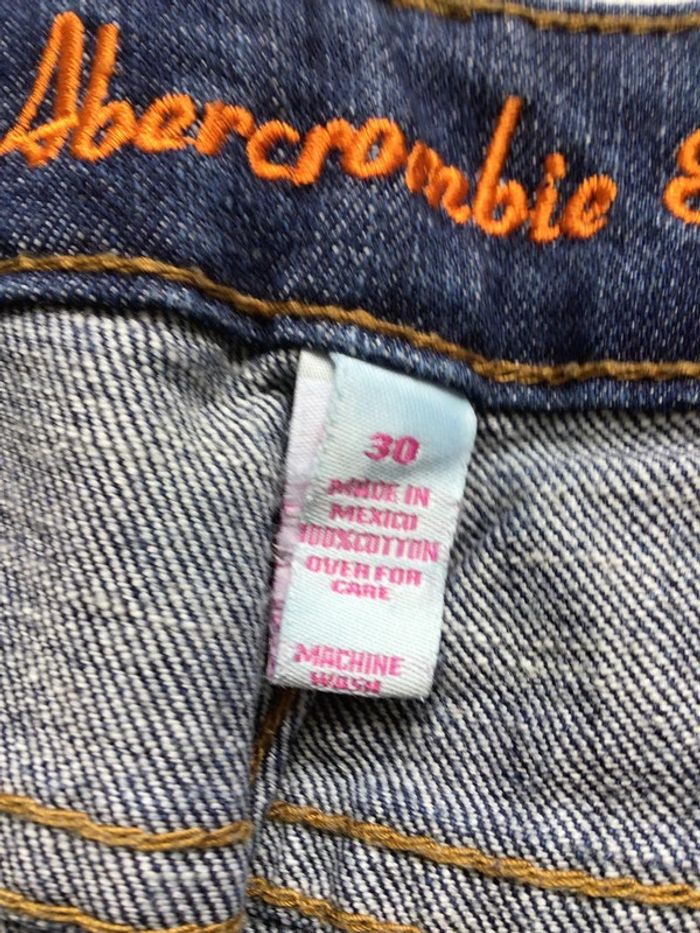 Abercrombie &
30
MADE IN
MEXICO
100%COTTON
OVER FOR
CARE
MACHINE
WASH